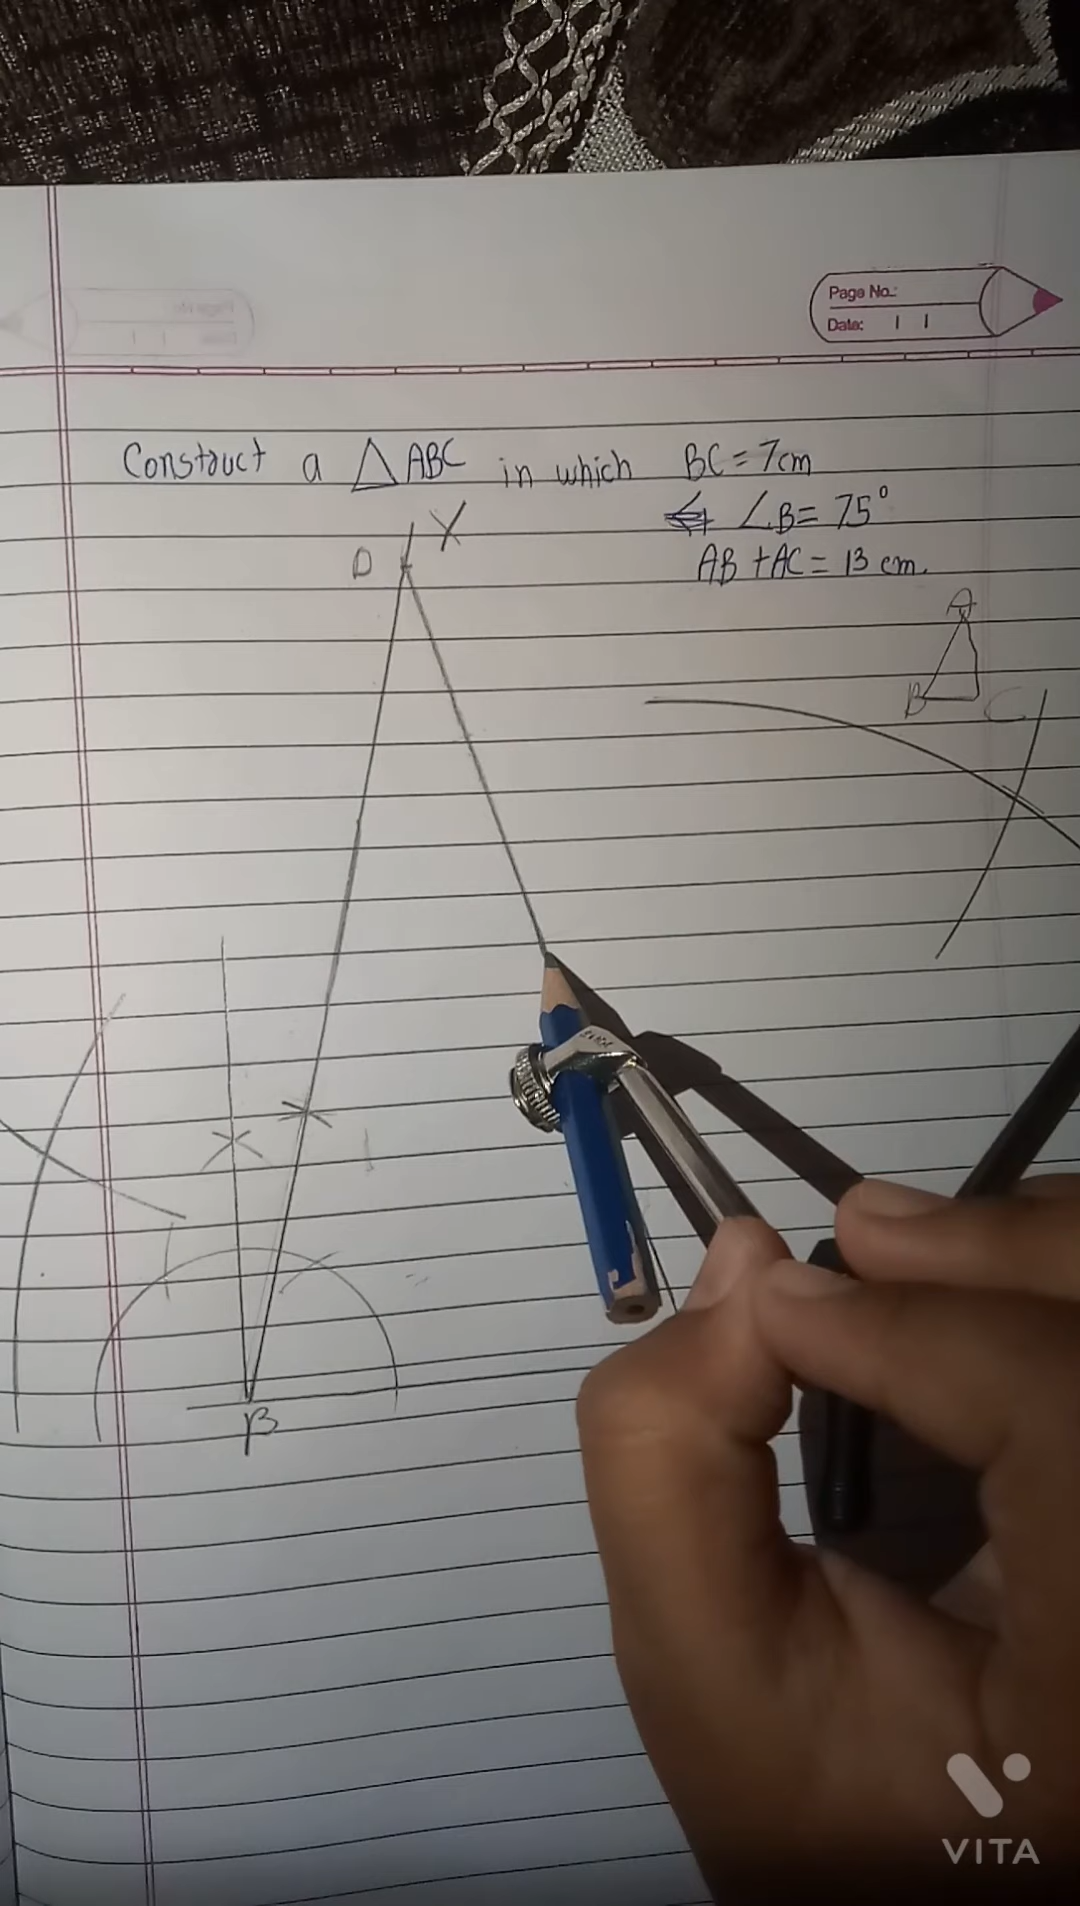 Page No.:
Date:
Construct a △ABC in which BC = 7cm
∠B = 75°
AB + AC = 13 cm.
D X
A
B C
B
VITA